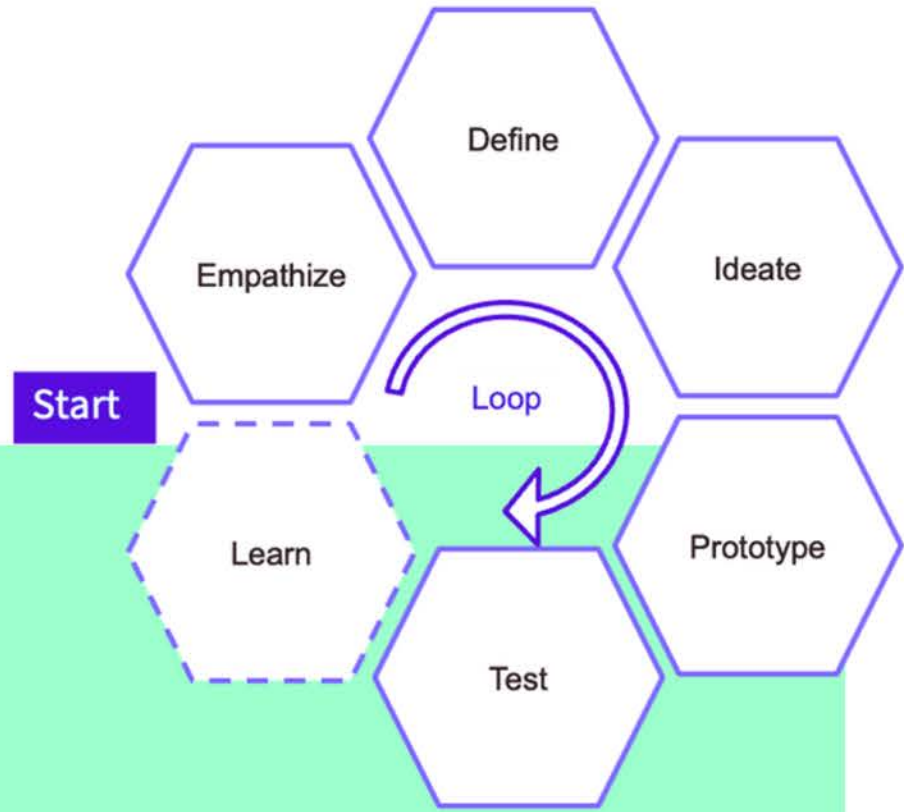 Define
Empathize
Ideate
Start
Loop
Learn
Prototype
Test